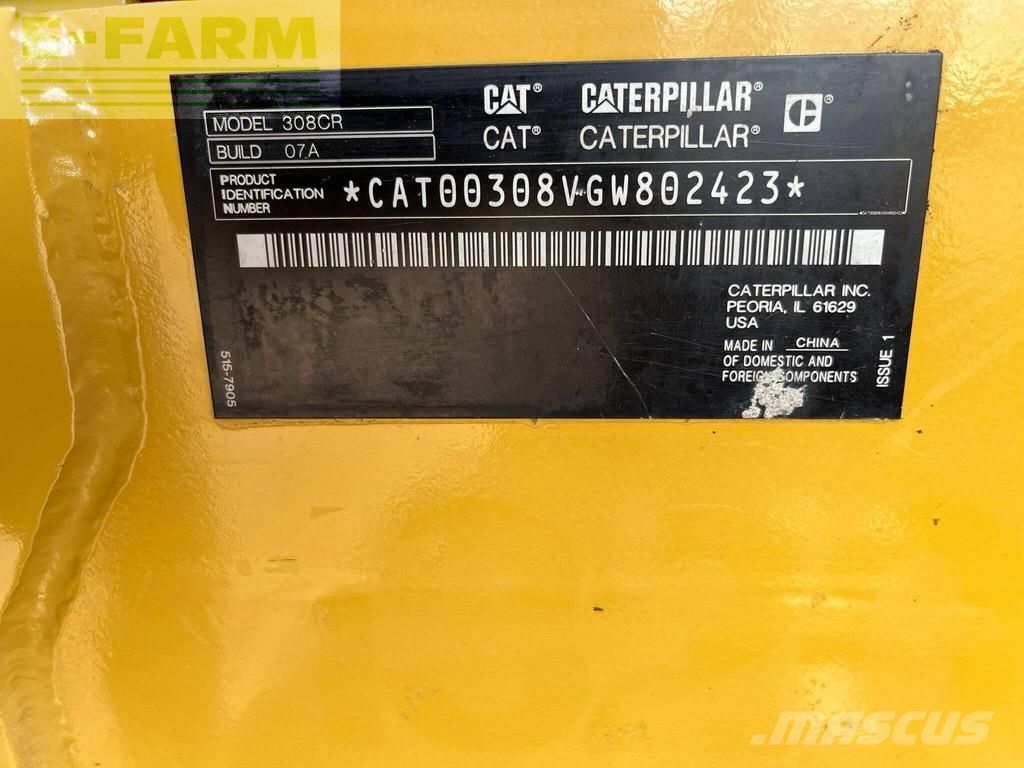 E-FARM
CAT® CATERPILLAR®
CAT® CATERPILLAR®
MODEL 308CR
BUILD 07A
PRODUCT
IDENTIFICATION
NUMBER
*CAT00308VGW802423*
*CAT00308VGW802423*
CATERPILLAR INC.
PEORIA, IL 61629
USA
MADE IN CHINA
OF DOMESTIC AND
FOREIGN COMPONENTS
ISSUE 1
515-7905
MASCUS